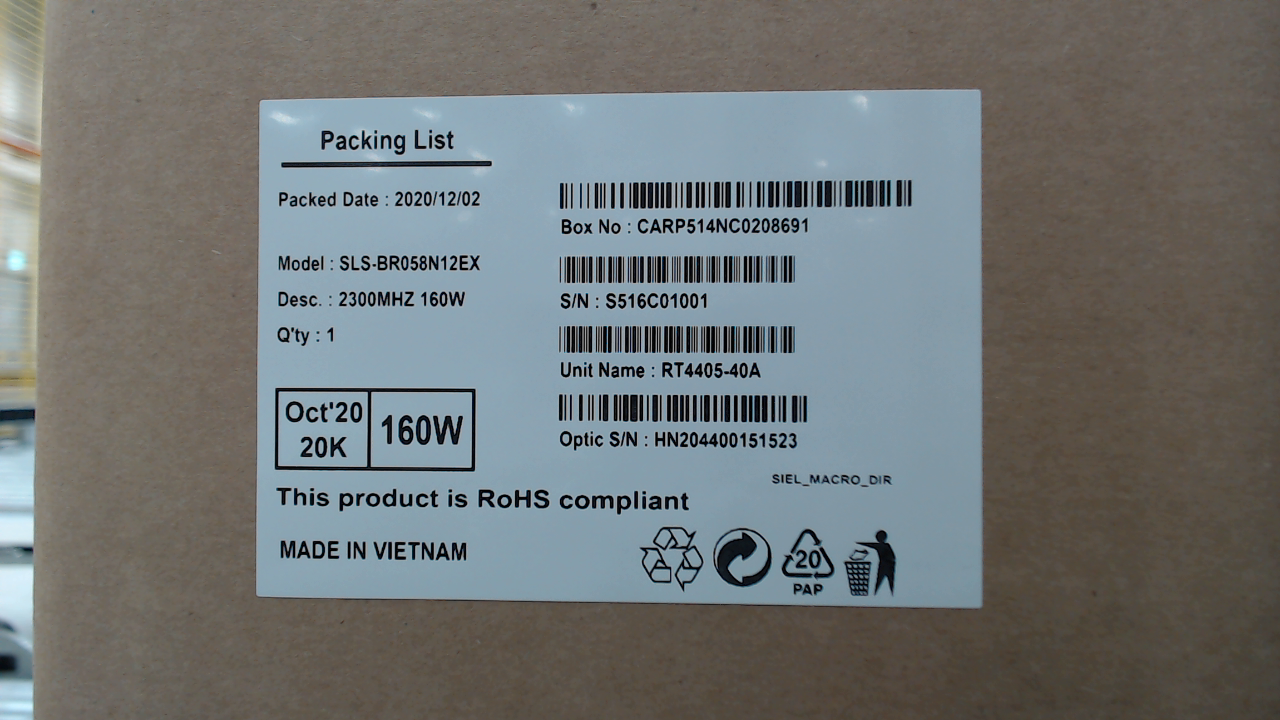 Packing List
Packed Date : 2020/12/02
Model : SLS-BR058N12EX
Desc. : 2300MHZ 160W
Q'ty : 1
Oct'20
20K
160W
Box No : CARP514NC0208691
S/N : S516C01001
Unit Name : RT4405-40A
Optic S/N : HN204400151523
SIEL_MACRO_DIR
This product is RoHS compliant
MADE IN VIETNAM
20
PAP